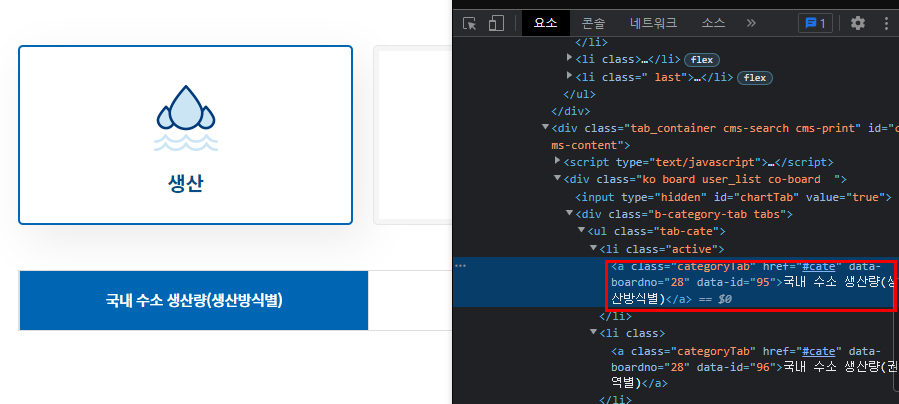 생산
국내 수소 생산량(생산방식별)
요소 콘솔 네트워크 소스 » 1
</li>
<li class>…</li> flex
<li class=" last">…</li> flex
</ul>
</div>
<div class="tab_container cms-search cms-print" id="c
ms-content">
<script type="text/javascript">…</script>
<div class="ko board user_list co-board  ">
<input type="hidden" id="chartTab" value="true">
<div class="b-category-tab tabs">
<ul class="tab-cate">
<li class="active">
<a class="categoryTab" href="#cate" data-
boardno="28" data-id="95">국내 수소 생산량(생
산방식별)</a> == $0
</li>
<li class>
<a class="categoryTab" href="#cate" data-
boardno="28" data-id="96">국내 수소 생산량(권
역별)</a>
</li>